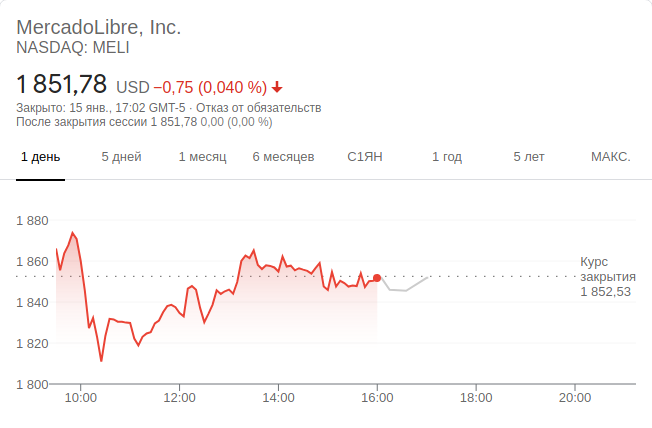 MercadoLibre, Inc.
NASDAQ: MELI
1 851,78 USD −0,75 (0,040 %)
Закрыто: 15 янв., 17:02 GMT-5 · Отказ от обязательств
После закрытия сессии 1 851,78 0,00 (0,00 %)
1 день 5 дней 1 месяц 6 месяцев С1ЯН 1 год 5 лет МАКС.
1 880
1 860
1 840
1 820
1 800
Курс
закрытия
1 852,53
10:00 12:00 14:00 16:00 18:00 20:00